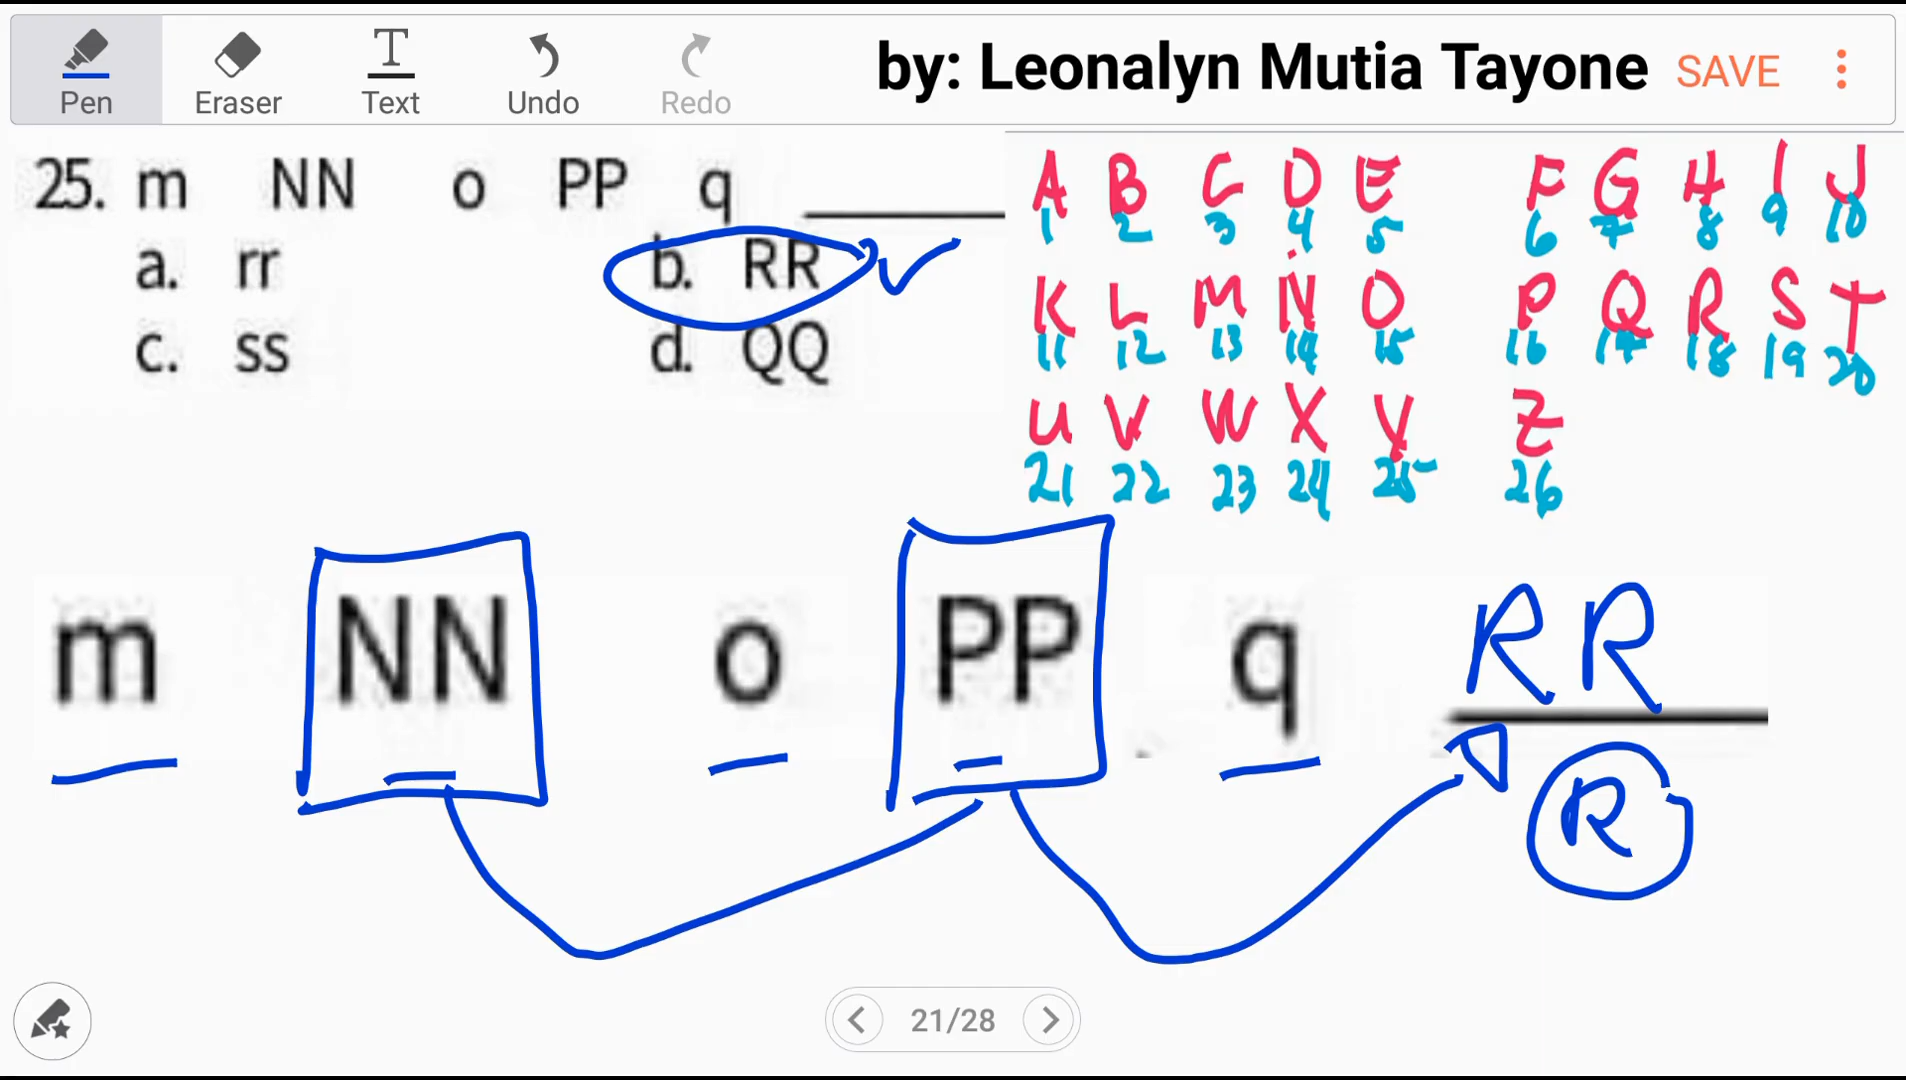 Pen Eraser Text Undo Redo by: Leonalyn Mutia Tayone SAVE
25. m NN o PP q
a. rr b. RR
c. ss d. QQ
A B C D E F G H I J
1 2 3 4 5 6 7 8 9 10
K L M N O P Q R S T
11 12 13 14 15 16 17 18 19 20
U V W X Y Z
21 22 23 24 25 26
m NN o PP q RR
R
21/28